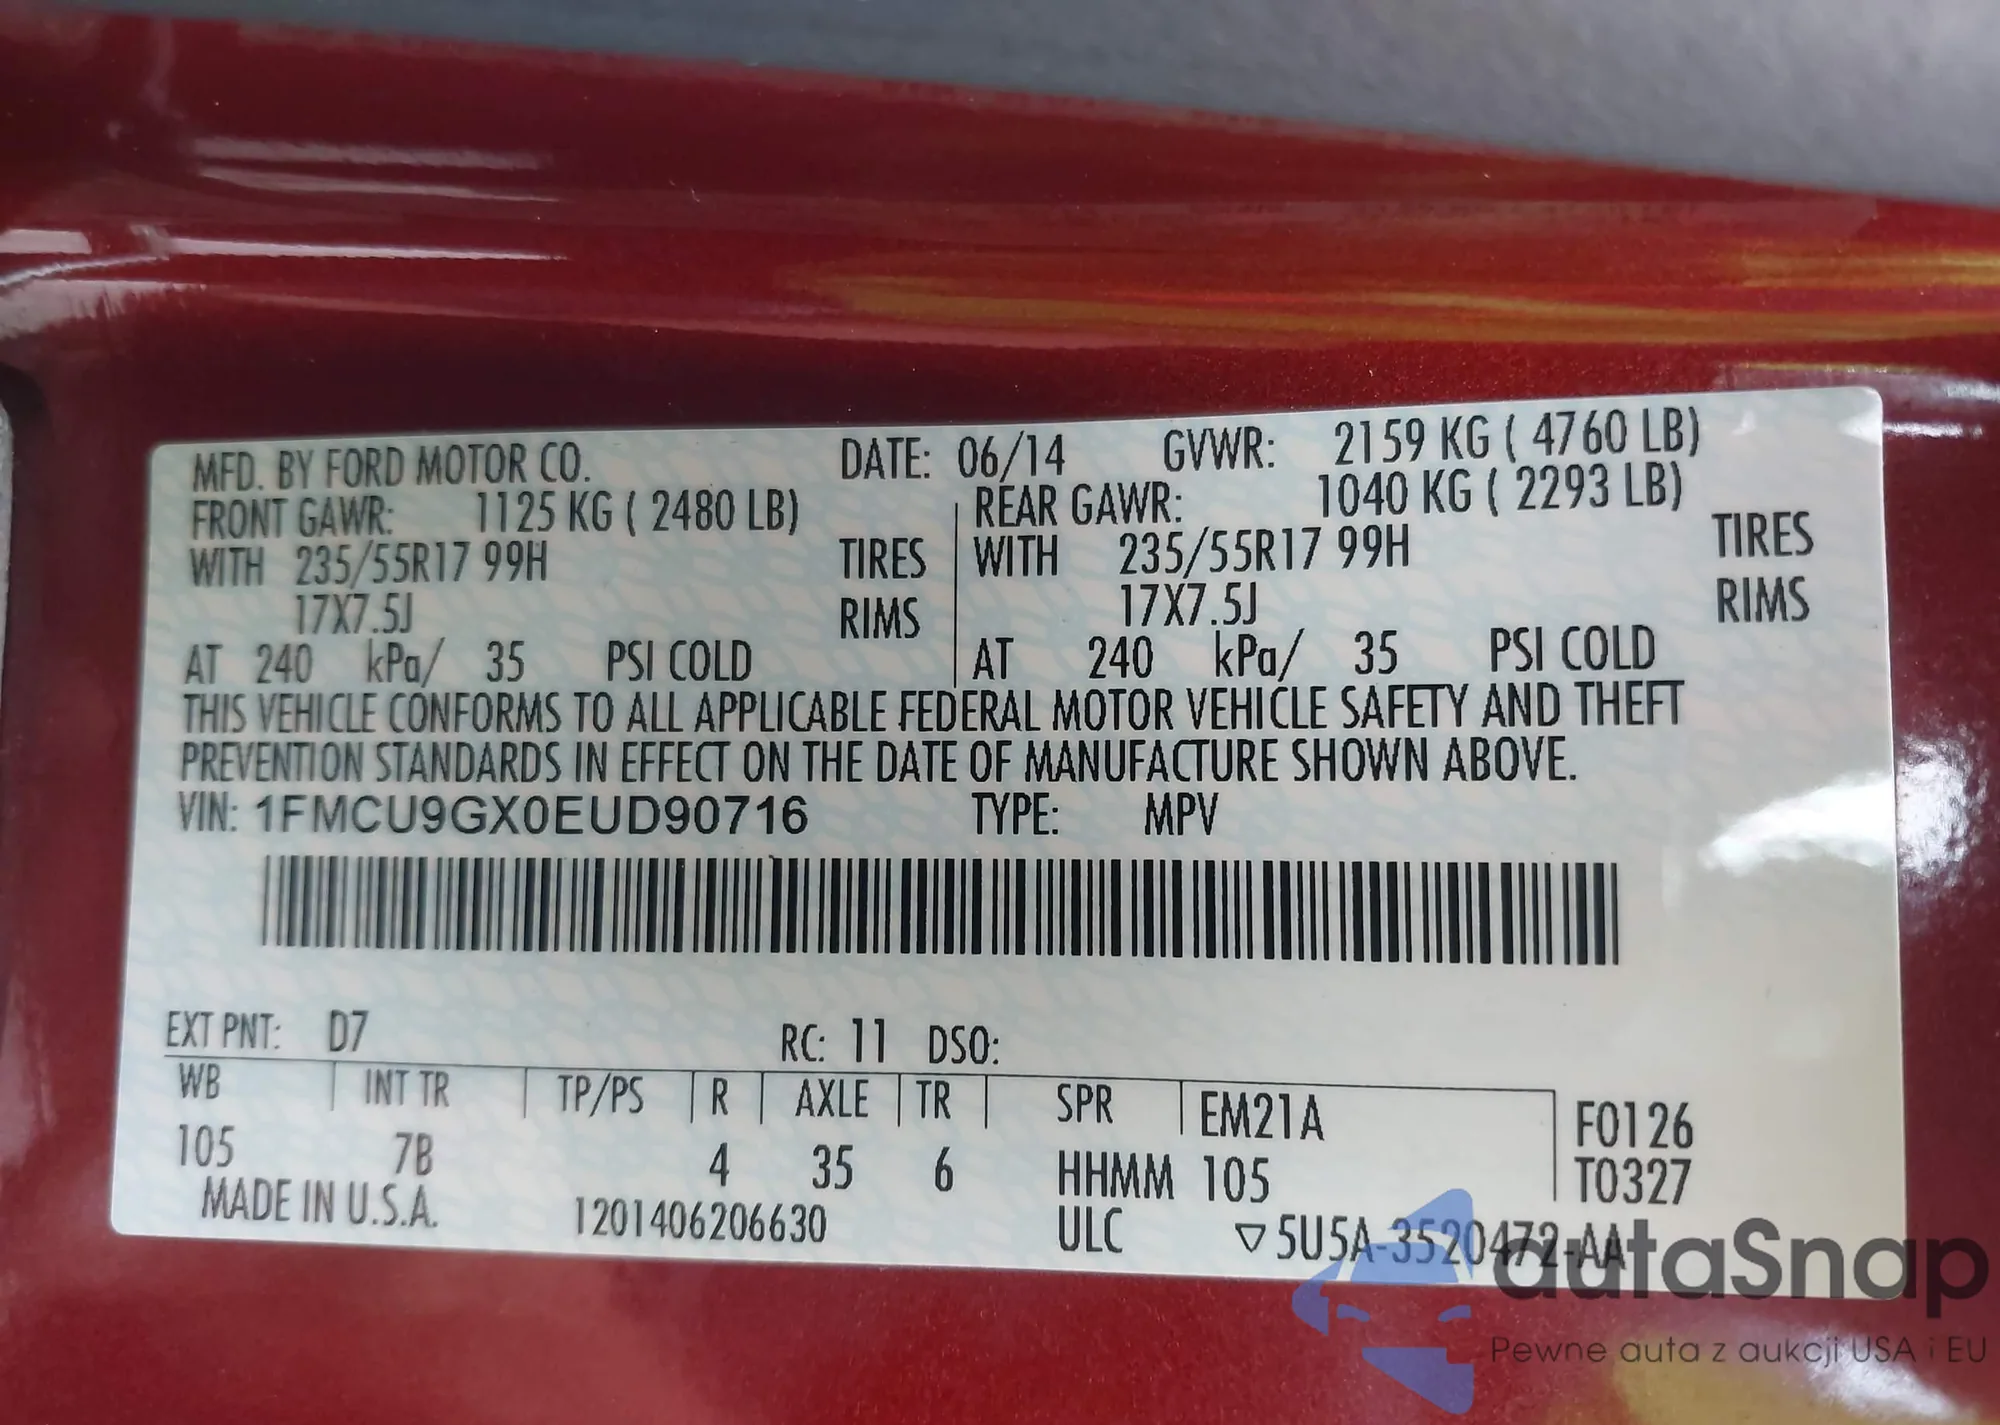 MFD. BY FORD MOTOR CO. DATE: 06/14 GVWR: 2159 KG ( 4760 LB)
FRONT GAWR: 1125 KG ( 2480 LB) REAR GAWR: 1040 KG ( 2293 LB)
WITH 235/55R17 99H TIRES WITH 235/55R17 99H TIRES
17X7.5J RIMS 17X7.5J RIMS
AT 240 kPa/ 35 PSI COLD AT 240 kPa/ 35 PSI COLD
THIS VEHICLE CONFORMS TO ALL APPLICABLE FEDERAL MOTOR VEHICLE SAFETY AND THEFT
PREVENTION STANDARDS IN EFFECT ON THE DATE OF MANUFACTURE SHOWN ABOVE.
VIN: 1FMCU9GX0EUD90716 TYPE: MPV
EXT PNT: D7 RC: 11 DSO:
WB INT TR TP/PS R AXLE TR SPR EM21A F0126
105 7B 4 35 6 HHMM 105 T0327
MADE IN U.S.A. 1201406206630 ULC ▽5U5A-3520472-AA
autaSnap
Pewne auta z aukcji USA i EU